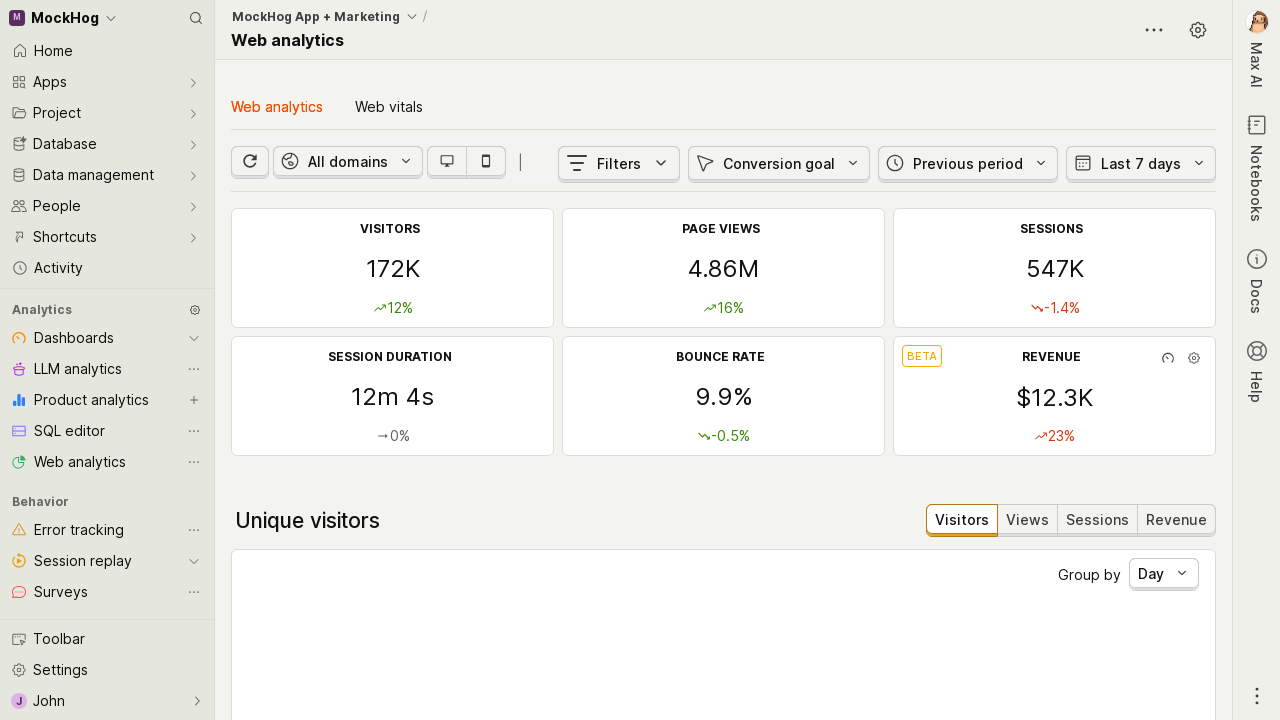 M MockHog
Home
Apps
Project
Database
Data management
People
Shortcuts
Activity
Analytics
Dashboards
LLM analytics
Product analytics
SQL editor
Web analytics
Behavior
Error tracking
Session replay
Surveys
Toolbar
Settings
J John
MockHog App + Marketing /
Web analytics
Web analytics Web vitals
All domains | Filters Conversion goal Previous period Last 7 days
VISITORS
172K
12%
PAGE VIEWS
4.86M
16%
SESSIONS
547K
-1.4%
SESSION DURATION
12m 4s
0%
BOUNCE RATE
9.9%
-0.5%
BETA REVENUE
$12.3K
23%
Unique visitors
Visitors Views Sessions Revenue
Group by Day
Max AI
Notebooks
Docs
Help